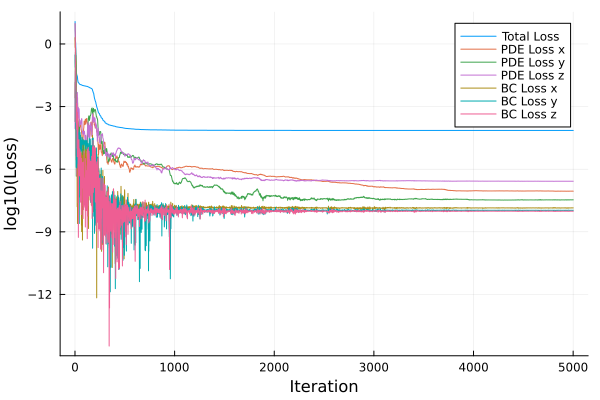 Total Loss
PDE Loss x
PDE Loss y
PDE Loss z
BC Loss x
BC Loss y
BC Loss z
log10(Loss)
0
−3
−6
−9
−12
0 1000 2000 3000 4000 5000
Iteration